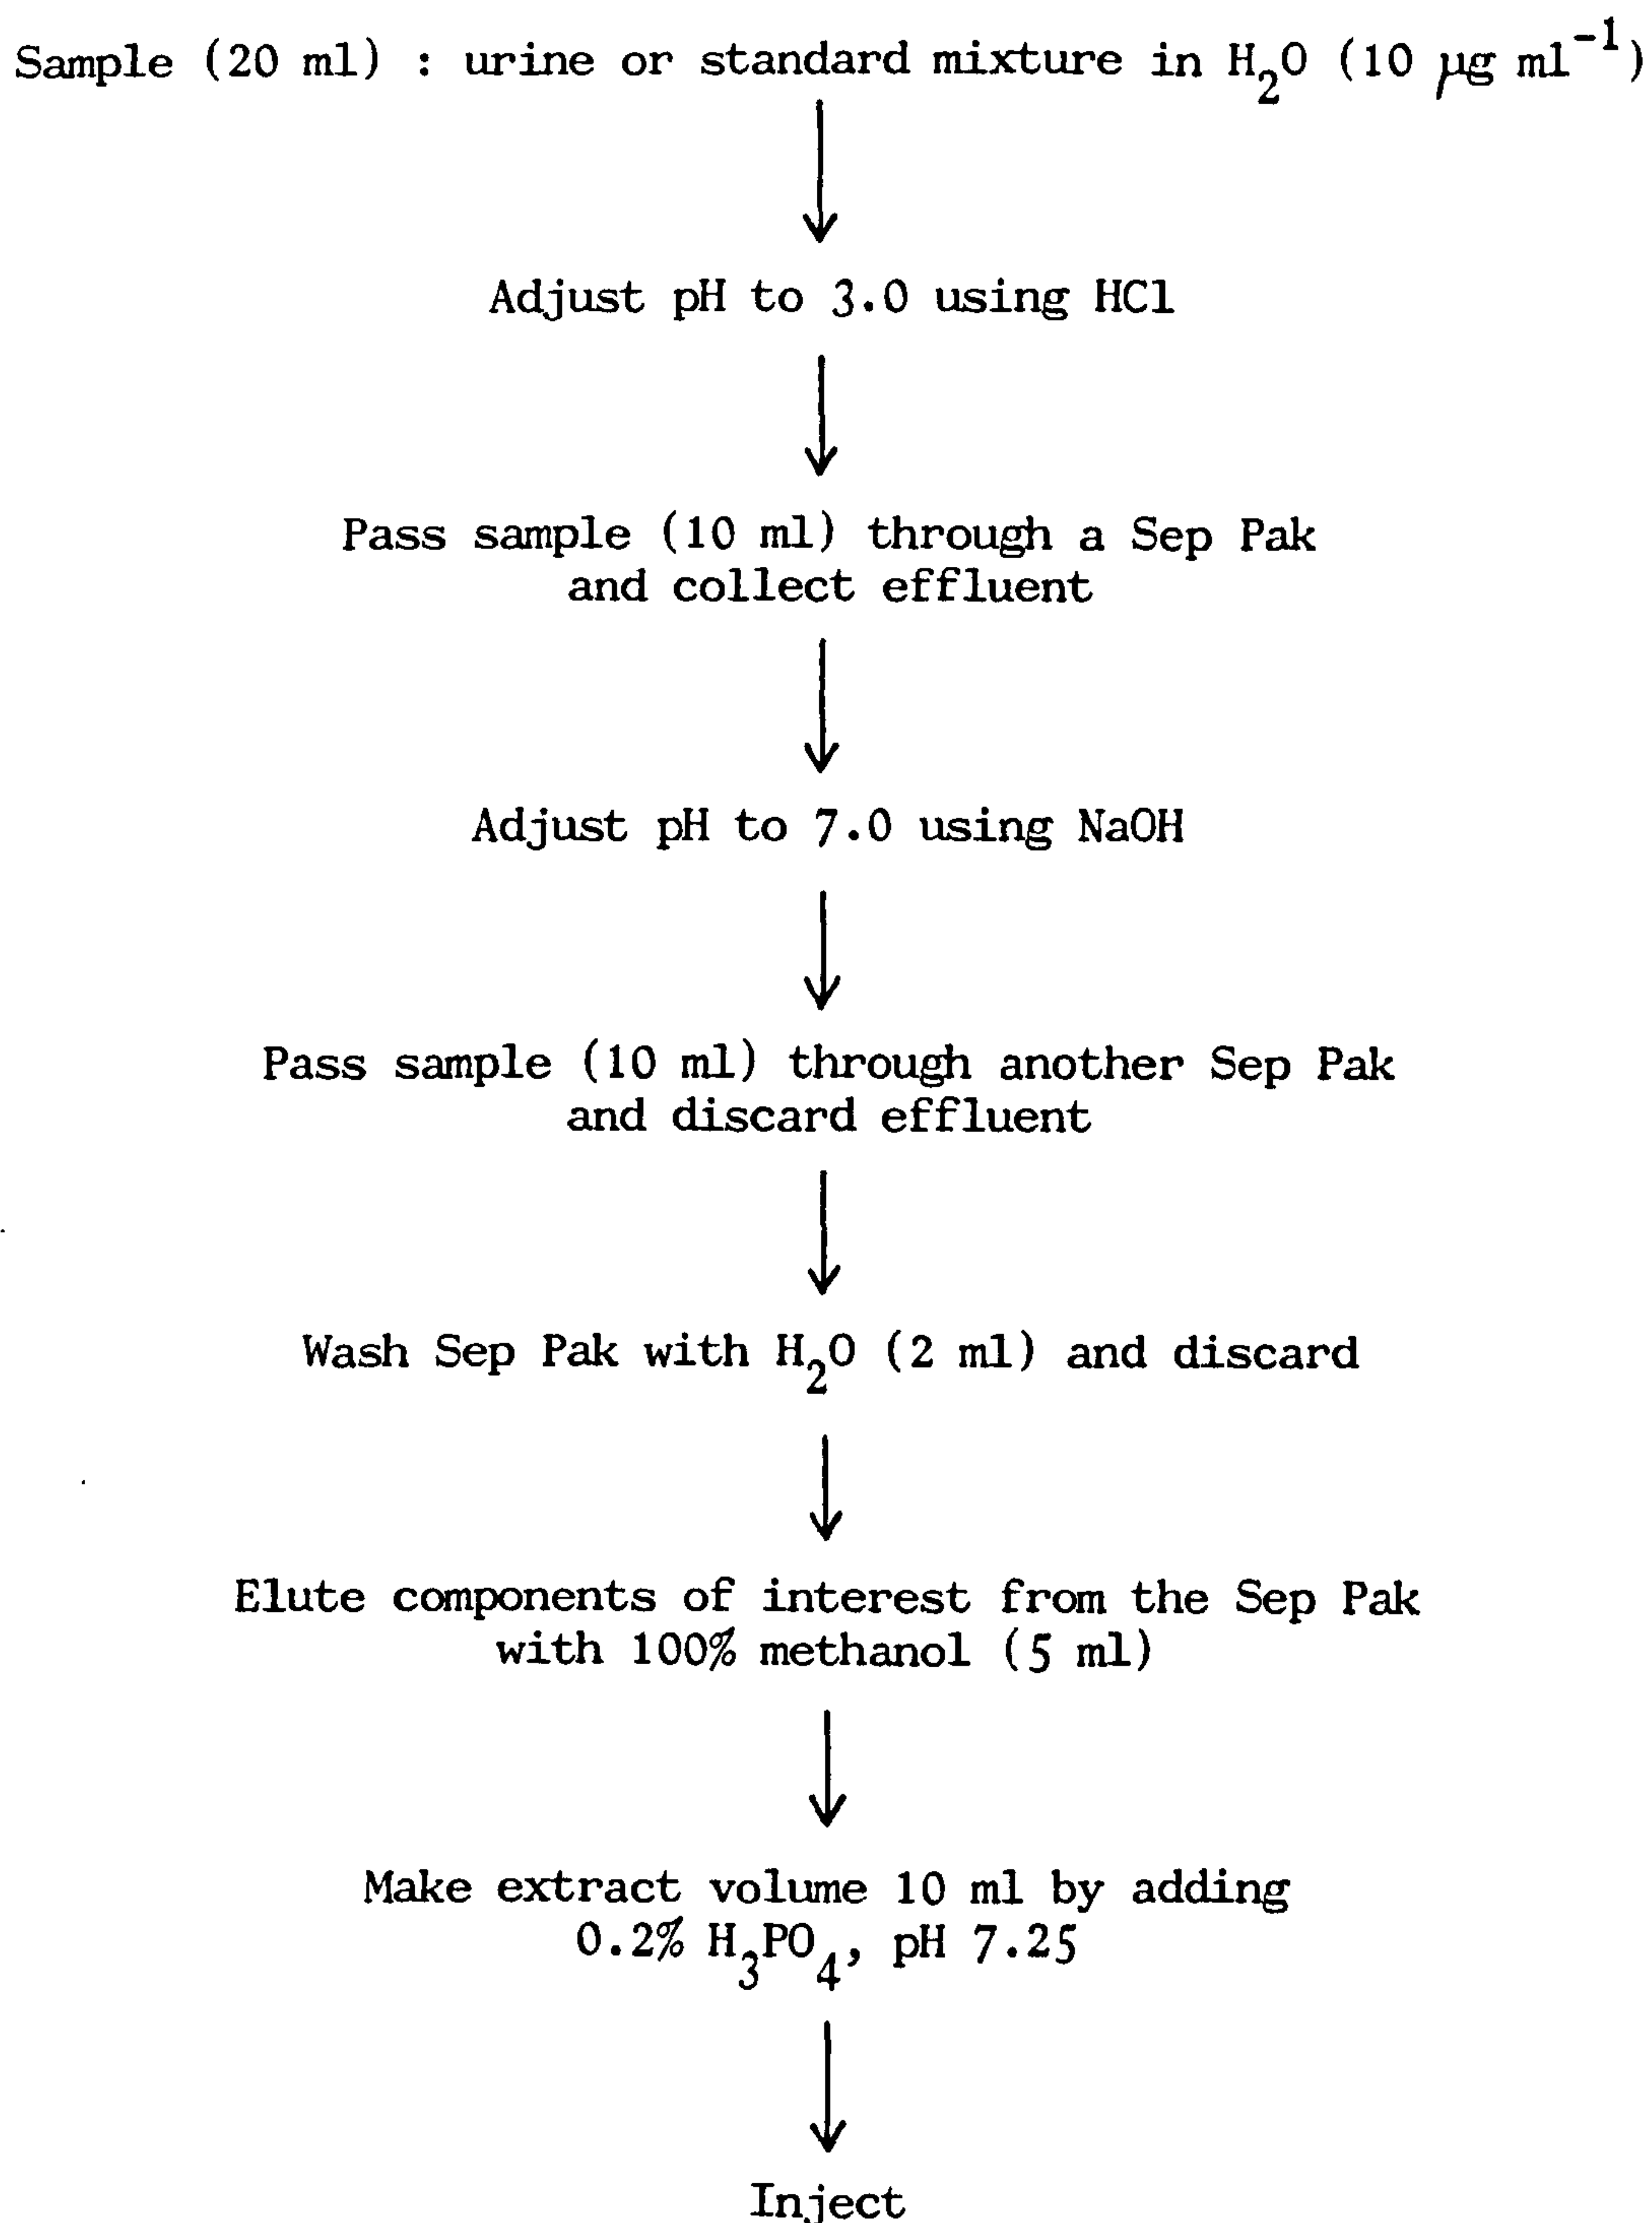 Sample (20 ml) : urine or standard mixture in H₂O (10 µg ml⁻¹)
Adjust pH to 3.0 using HCl
Pass sample (10 ml) through a Sep Pak
and collect effluent
Adjust pH to 7.0 using NaOH
Pass sample (10 ml) through another Sep Pak
and discard effluent
Wash Sep Pak with H₂O (2 ml) and discard
Elute components of interest from the Sep Pak
with 100% methanol (5 ml)
Make extract volume 10 ml by adding
0.2% H₃PO₄, pH 7.25
Inject